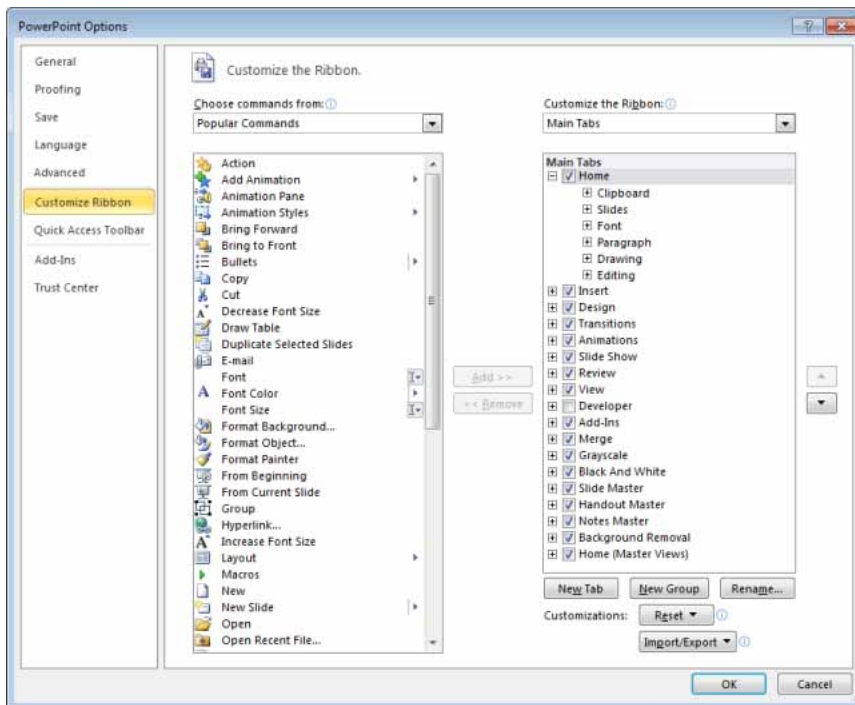 PowerPoint Options
General
Proofing
Save
Language
Advanced
Customize Ribbon
Quick Access Toolbar
Add-Ins
Trust Center
Customize the Ribbon.
Choose commands from:
Popular Commands
Action
Add Animation
Animation Pane
Animation Styles
Bring Forward
Bring to Front
Bullets
Copy
Cut
Decrease Font Size
Draw Table
Duplicate Selected Slides
E-mail
Font
Font Color
Font Size
Format Background...
Format Object...
Format Painter
From Beginning
From Current Slide
Group
Hyperlink...
Increase Font Size
Layout
Macros
New
New Slide
Open
Open Recent File...
Add >>
<< Remove
Customize the Ribbon:
Main Tabs
Main Tabs
Home
Clipboard
Slides
Font
Paragraph
Drawing
Editing
Insert
Design
Transitions
Animations
Slide Show
Review
View
Developer
Add-Ins
Merge
Grayscale
Black And White
Slide Master
Handout Master
Notes Master
Background Removal
Home (Master Views)
New Tab
New Group
Rename...
Customizations:
Reset
Import/Export
OK
Cancel